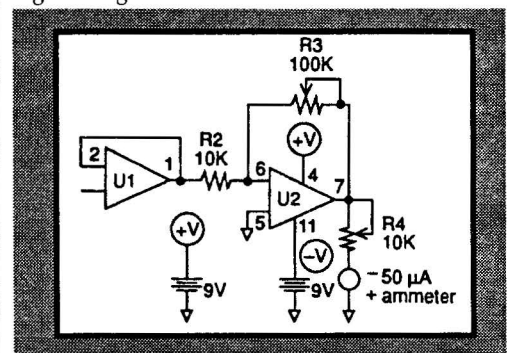 R3
100K
R2
10K
+V
2
1
6
4
U1
U2
7
5
11
+V
–V
R4
10K
9V
9V
– 50 µA
+ ammeter